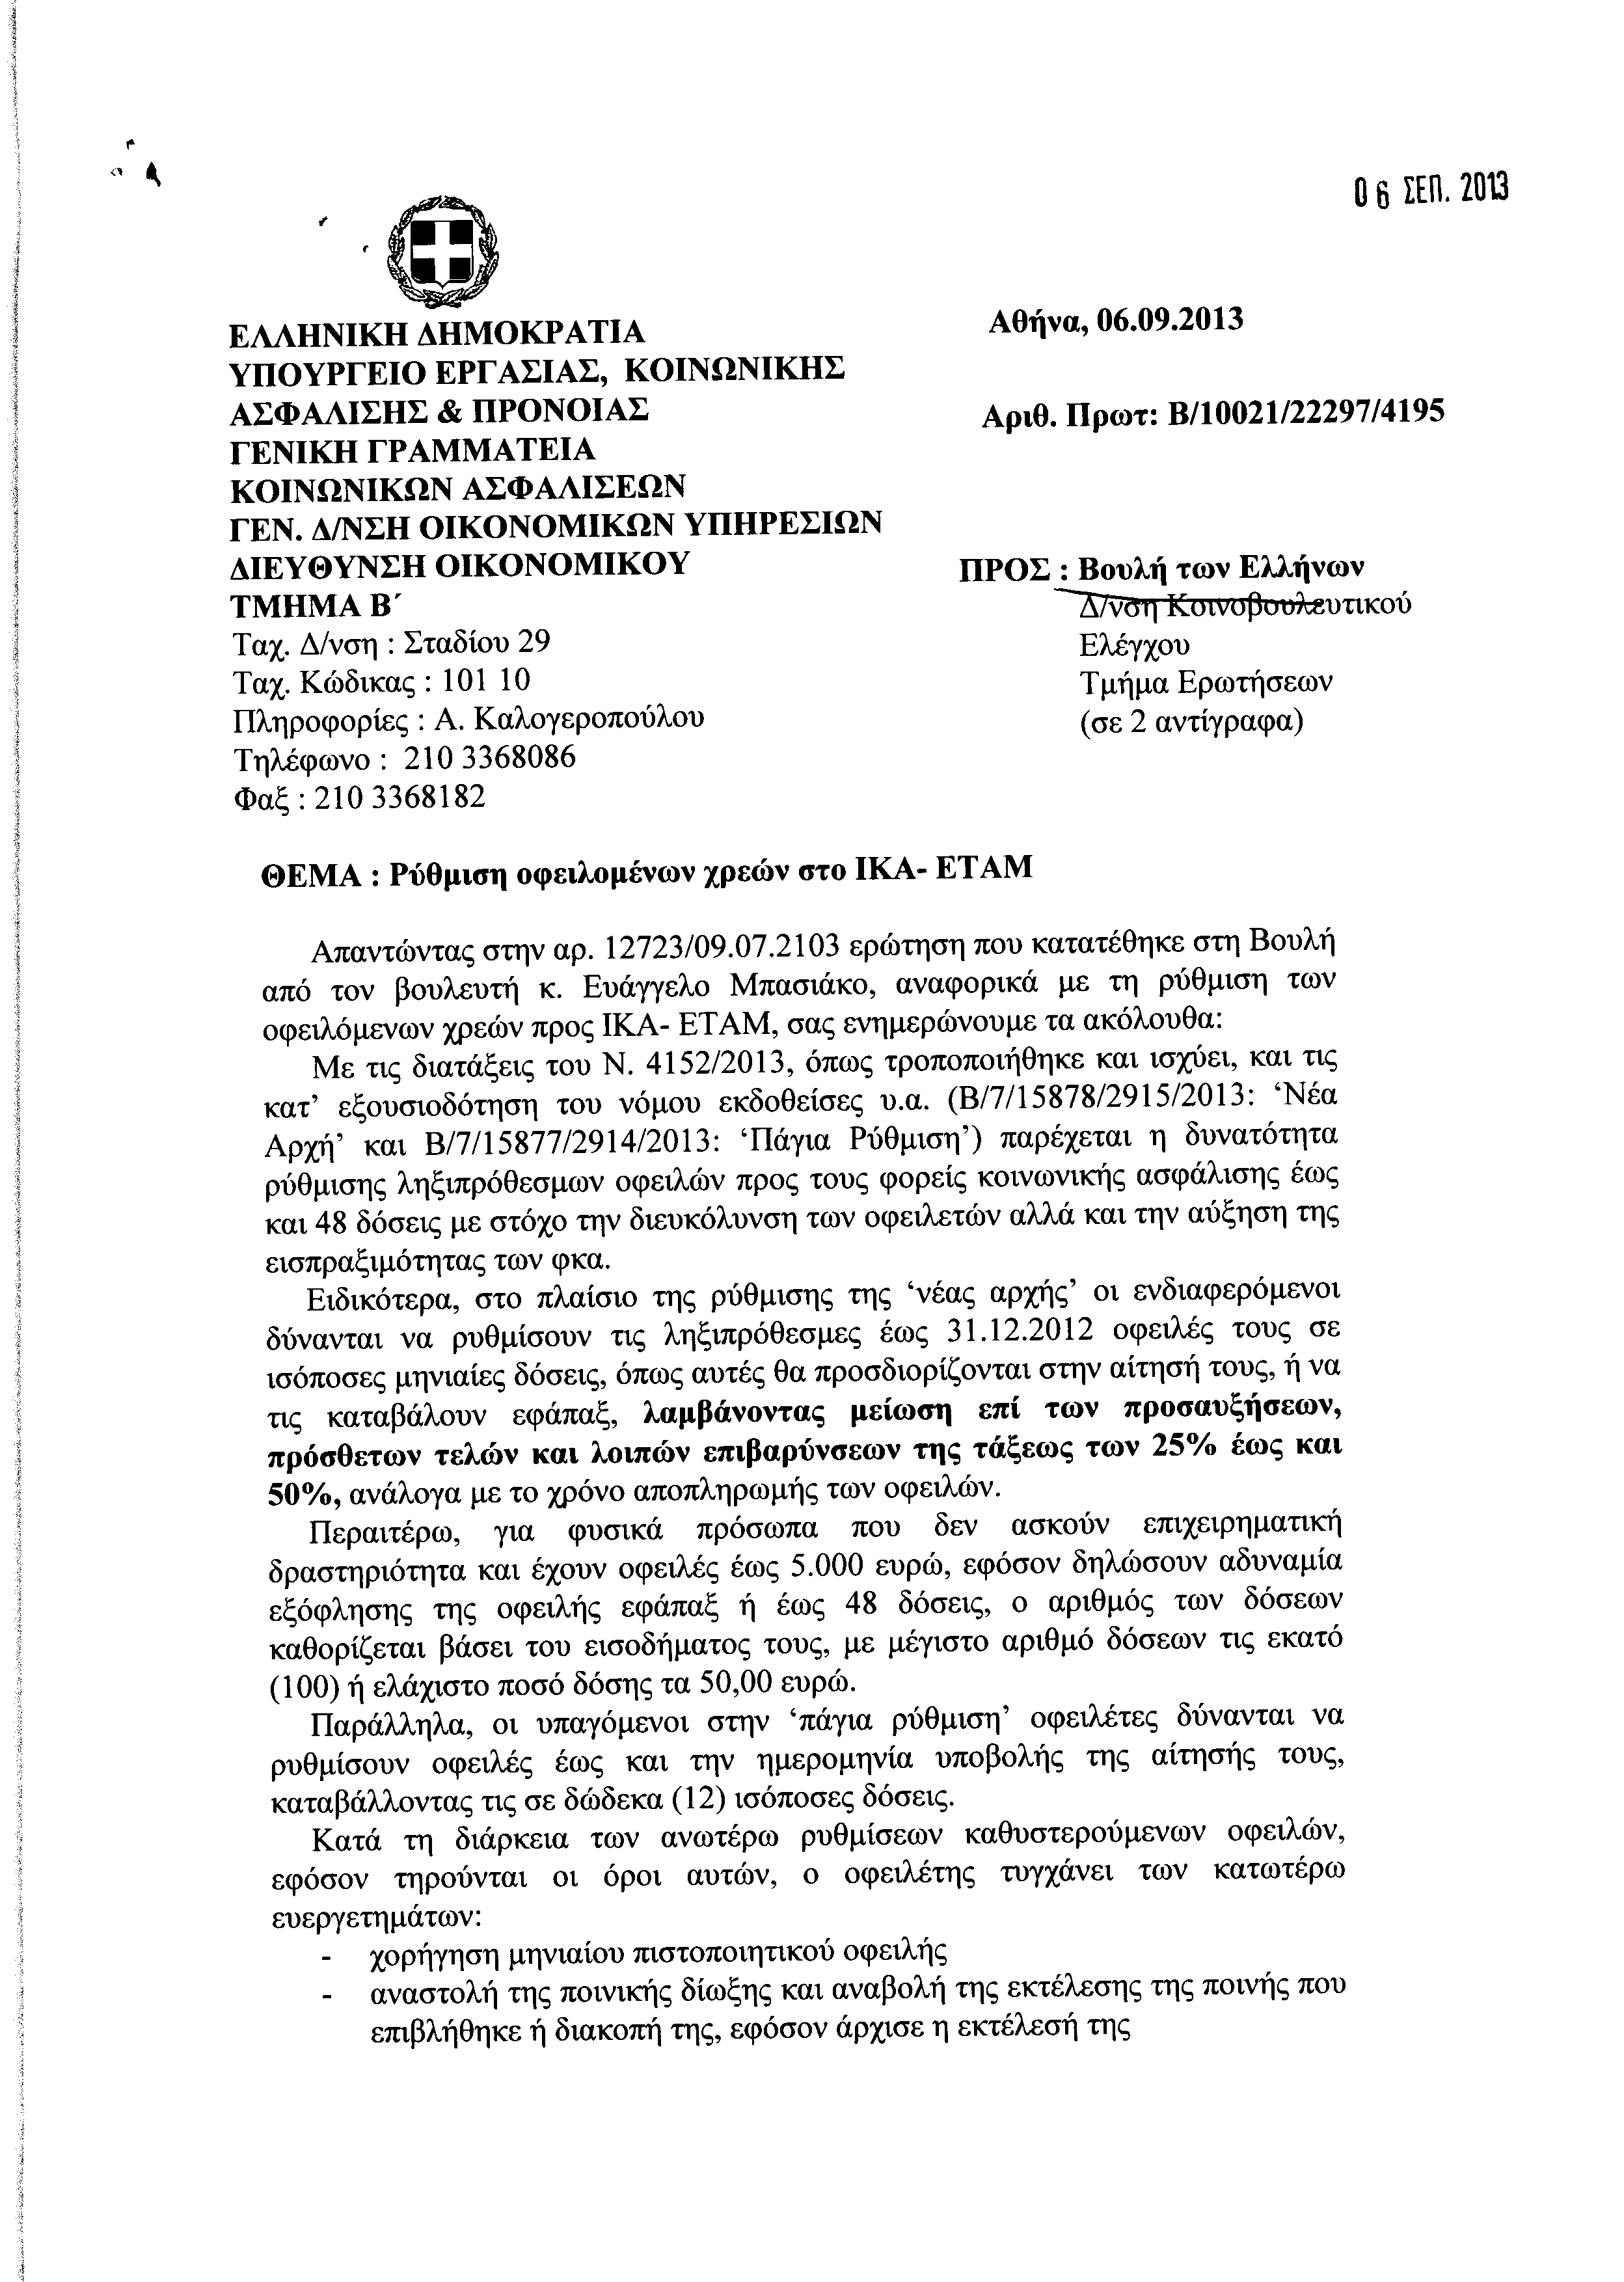 06 ΣΕΠ. 2013
ΕΛΛΗΝΙΚΗ ΔΗΜΟΚΡΑΤΙΑ
ΥΠΟΥΡΓΕΙΟ ΕΡΓΑΣΙΑΣ, ΚΟΙΝΩΝΙΚΗΣ
ΑΣΦΑΛΙΣΗΣ & ΠΡΟΝΟΙΑΣ
ΓΕΝΙΚΗ ΓΡΑΜΜΑΤΕΙΑ
ΚΟΙΝΩΝΙΚΩΝ ΑΣΦΑΛΙΣΕΩΝ
ΓΕΝ. Δ/ΝΣΗ ΟΙΚΟΝΟΜΙΚΩΝ ΥΠΗΡΕΣΙΩΝ
ΔΙΕΥΘΥΝΣΗ ΟΙΚΟΝΟΜΙΚΟΥ
ΤΜΗΜΑ Β΄
Ταχ. Δ/νση : Σταδίου 29
Ταχ. Κώδικας : 101 10
Πληροφορίες : Α. Καλογεροπούλου
Τηλέφωνο : 210 3368086
Φαξ : 210 3368182
Αθήνα, 06.09.2013
Αριθ. Πρωτ: Β/10021/22297/4195
ΠΡΟΣ : Βουλή των Ελλήνων
Δ/νση Κοινοβουλευτικού
Ελέγχου
Τμήμα Ερωτήσεων
(σε 2 αντίγραφα)
ΘΕΜΑ : Ρύθμιση οφειλομένων χρεών στο ΙΚΑ- ΕΤΑΜ
Απαντώντας στην αρ. 12723/09.07.2103 ερώτηση που κατατέθηκε στη Βουλή
από τον βουλευτή κ. Ευάγγελο Μπασιάκο, αναφορικά με τη ρύθμιση των
οφειλόμενων χρεών προς ΙΚΑ- ΕΤΑΜ, σας ενημερώνουμε τα ακόλουθα:
Με τις διατάξεις του Ν. 4152/2013, όπως τροποποιήθηκε και ισχύει, και τις
κατ’ εξουσιοδότηση του νόμου εκδοθείσες υ.α. (Β/7/15878/2915/2013: ‘Νέα
Αρχή’ και Β/7/15877/2914/2013: ‘Πάγια Ρύθμιση’) παρέχεται η δυνατότητα
ρύθμισης ληξιπρόθεσμων οφειλών προς τους φορείς κοινωνικής ασφάλισης έως
και 48 δόσεις με στόχο την διευκόλυνση των οφειλετών αλλά και την αύξηση της
εισπραξιμότητας των φκα.
Ειδικότερα, στο πλαίσιο της ρύθμισης της ‘νέας αρχής’ οι ενδιαφερόμενοι
δύνανται να ρυθμίσουν τις ληξιπρόθεσμες έως 31.12.2012 οφειλές τους σε
ισόποσες μηνιαίες δόσεις, όπως αυτές θα προσδιορίζονται στην αίτησή τους, ή να
τις καταβάλουν εφάπαξ, λαμβάνοντας μείωση επί των προσαυξήσεων,
πρόσθετων τελών και λοιπών επιβαρύνσεων της τάξεως των 25% έως και
50%, ανάλογα με το χρόνο αποπληρωμής των οφειλών.
Περαιτέρω, για φυσικά πρόσωπα που δεν ασκούν επιχειρηματική
δραστηριότητα και έχουν οφειλές έως 5.000 ευρώ, εφόσον δηλώσουν αδυναμία
εξόφλησης της οφειλής εφάπαξ ή έως 48 δόσεις, ο αριθμός των δόσεων
καθορίζεται βάσει του εισοδήματος τους, με μέγιστο αριθμό δόσεων τις εκατό
(100) ή ελάχιστο ποσό δόσης τα 50,00 ευρώ.
Παράλληλα, οι υπαγόμενοι στην ‘πάγια ρύθμιση’ οφειλέτες δύνανται να
ρυθμίσουν οφειλές έως και την ημερομηνία υποβολής της αίτησής τους,
καταβάλλοντας τις σε δώδεκα (12) ισόποσες δόσεις.
Κατά τη διάρκεια των ανωτέρω ρυθμίσεων καθυστερούμενων οφειλών,
εφόσον τηρούνται οι όροι αυτών, ο οφειλέτης τυγχάνει των κατωτέρω
ευεργετημάτων:
- χορήγηση μηνιαίου πιστοποιητικού οφειλής
- αναστολή της ποινικής δίωξης και αναβολή της εκτέλεσης της ποινής που
επιβλήθηκε ή διακοπή της, εφόσον άρχισε η εκτέλεσή της